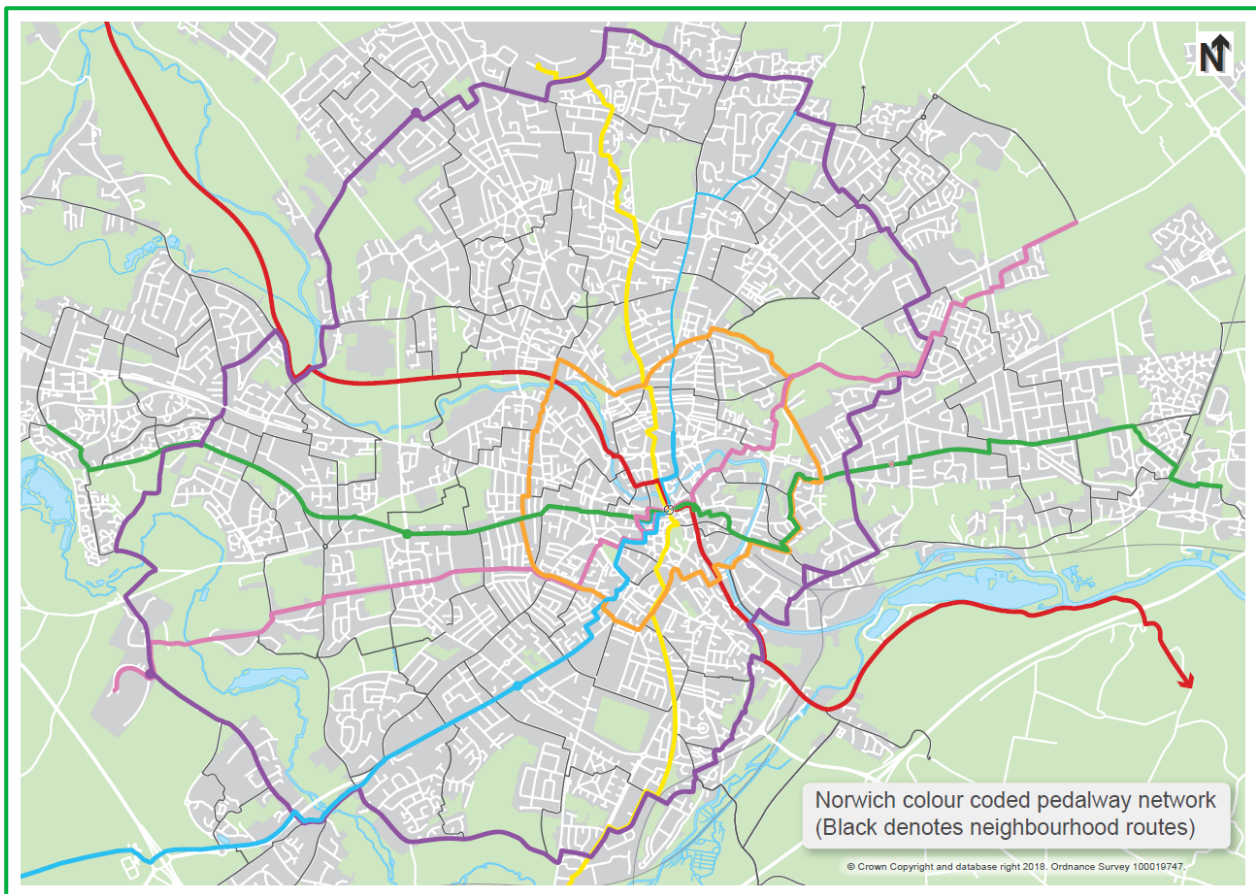 N
Norwich colour coded pedalway network
(Black denotes neighbourhood routes)
© Crown Copyright and database right 2018. Ordnance Survey 100019747.